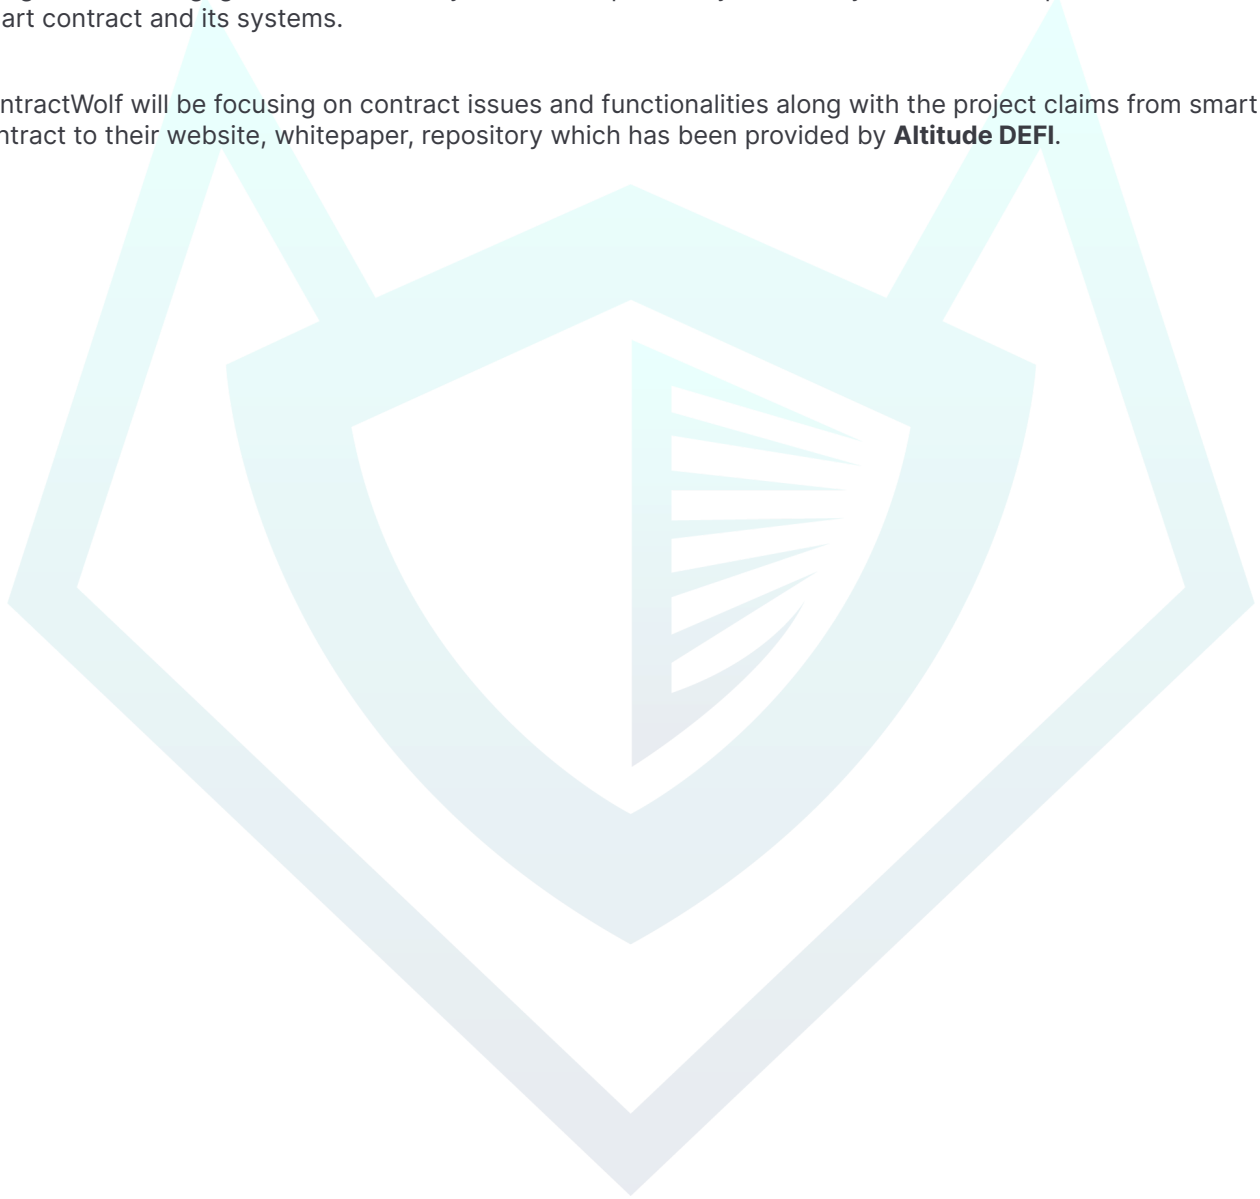 art contract and its systems.
ntractWolf will be focusing on contract issues and functionalities along with the project claims from smart
ntract to their website, whitepaper, repository which has been provided by Altitude DEFI.